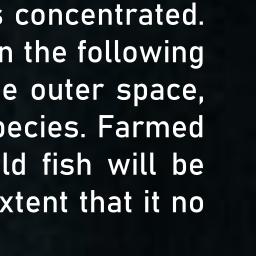 s concentrated.
n the following
e outer space,
pecies. Farmed
ld fish will be
xtent that it no